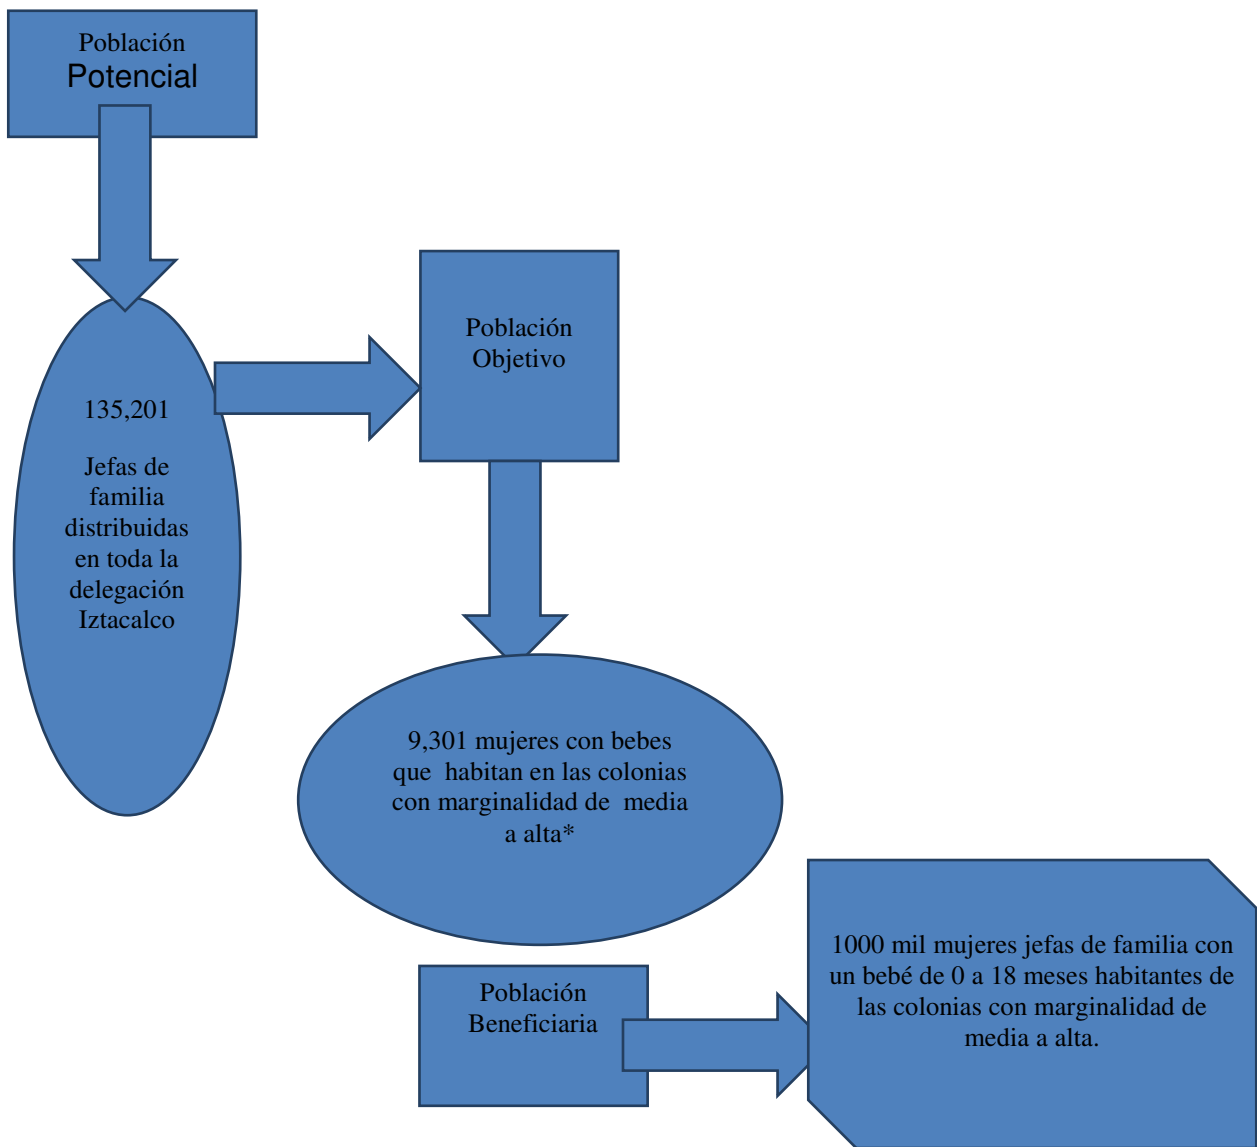 Población
Potencial
135,201
Jefas de
familia
distribuidas
en toda la
delegación
Iztacalco
Población
Objetivo
9,301 mujeres con bebes
que habitan en las colonias
con marginalidad de media
a alta*
Población
Beneficiaria
1000 mil mujeres jefas de familia con
un bebé de 0 a 18 meses habitantes de
las colonias con marginalidad de
media a alta.